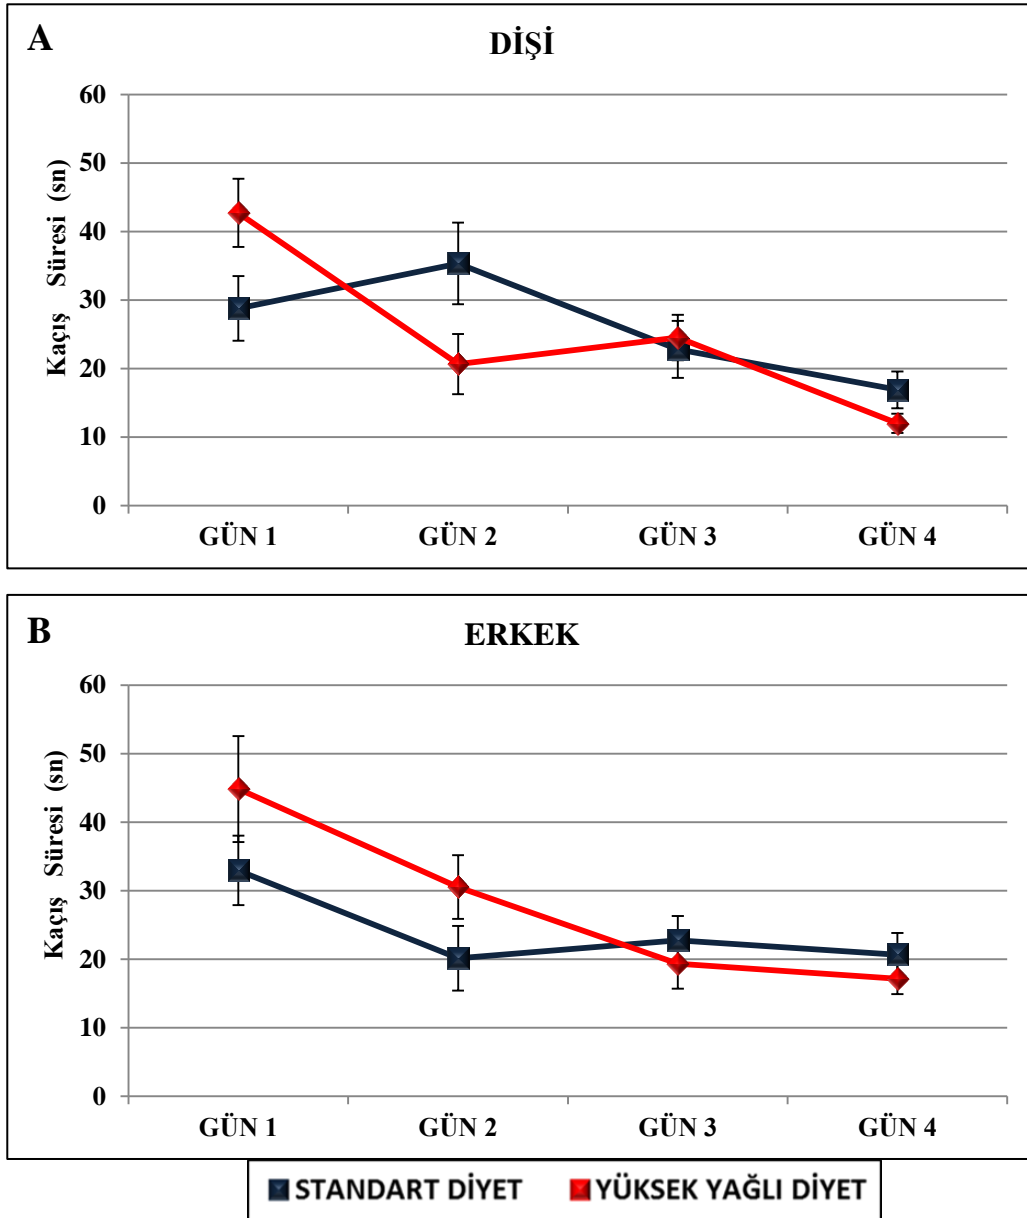 A
DİŞİ
Kaçış Süresi (sn)
60
50
40
30
20
10
0
GÜN 1 GÜN 2 GÜN 3 GÜN 4
B
ERKEK
Kaçış Süresi (sn)
60
50
40
30
20
10
0
GÜN 1 GÜN 2 GÜN 3 GÜN 4
STANDART DİYET YÜKSEK YAĞLI DİYET